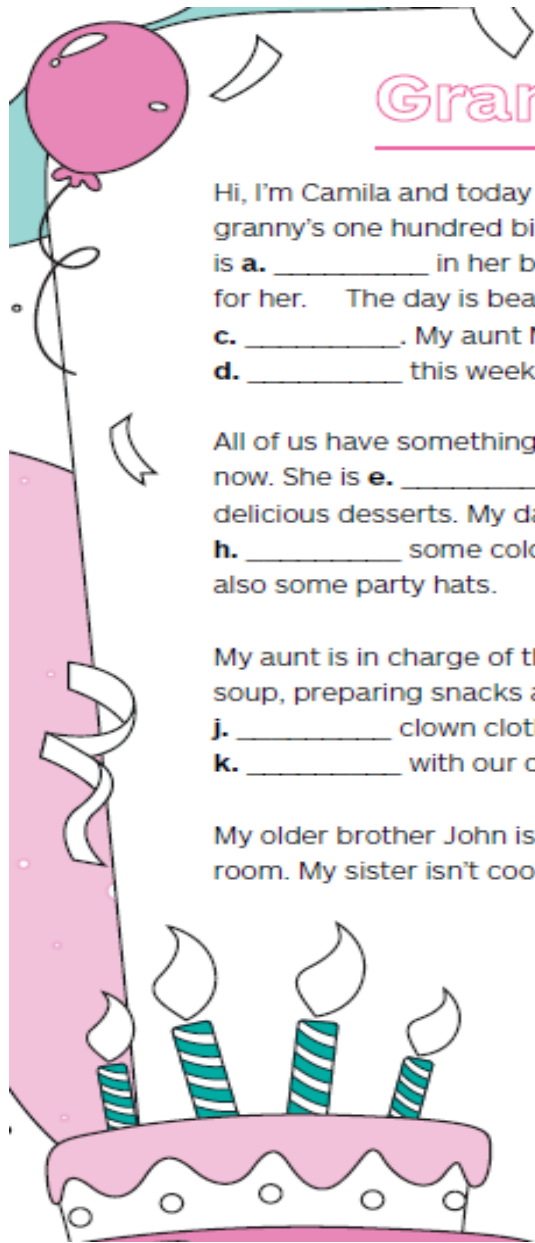 Gran
Hi, I'm Camila and today
granny's one hundred bi
is a. __________ in her b
for her. The day is bea
c. __________. My aunt
d. __________ this week
All of us have something
now. She is e. __________
delicious desserts. My da
h. __________ some colo
also some party hats.
My aunt is in charge of th
soup, preparing snacks a
j. __________ clown clot
k. __________ with our c
My older brother John is
room. My sister isn't coo